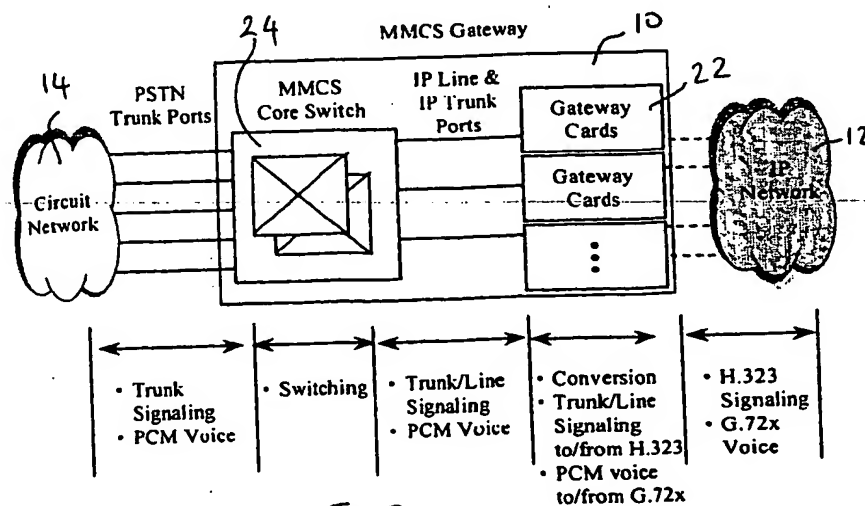 MMCS Gateway
24
10
14
PSTN
Trunk Ports
MMCS
Core Switch
IP Line &
IP Trunk
Ports
22
Gateway
Cards
12
Circuit
Network
Gateway
Cards
IP
Network
• Trunk
Signaling
• PCM Voice
• Switching
• Trunk/Line
Signaling
• PCM Voice
• Conversion
• Trunk/Line
Signaling
to/from H.323
• PCM voice
to/from G.72x
• H.323
Signaling
• G.72x
Voice